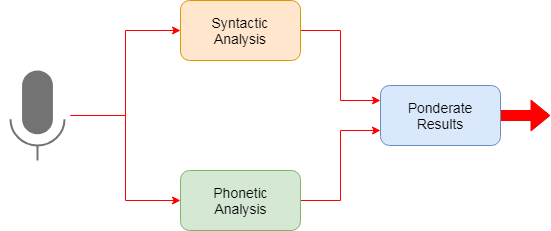 Syntactic
Analysis
Ponderate
Results
Phonetic
Analysis